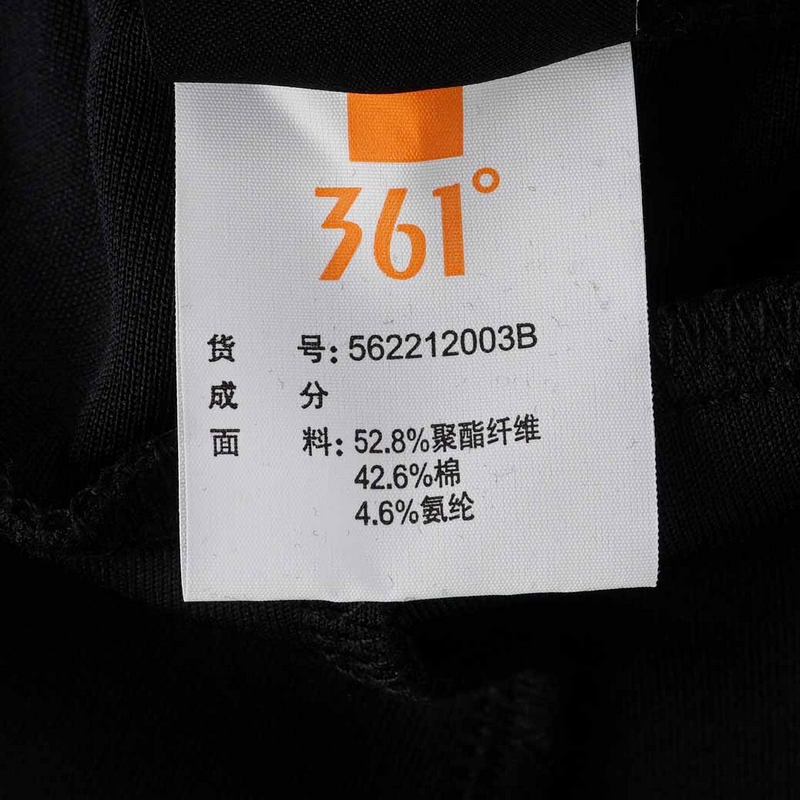 361°
货 号: 562212003B
成 分
面 料: 52.8%聚酯纤维
42.6%棉
4.6%氨纶